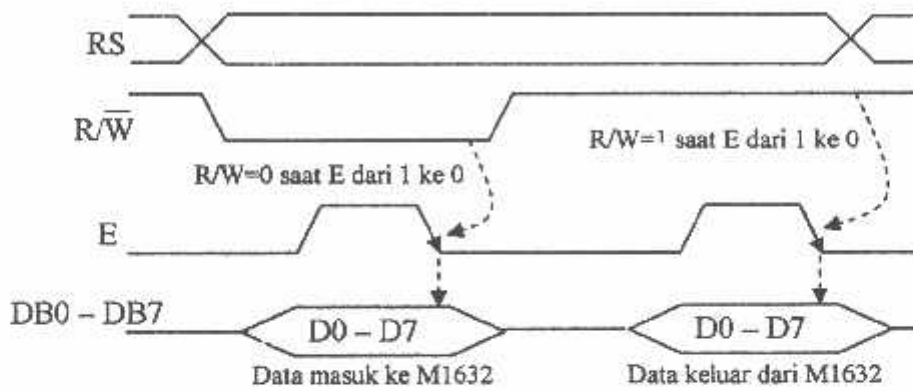 RS
R/W̅
R/W=0 saat E dari 1 ke 0
R/W=1 saat E dari 1 ke 0
E
DB0 – DB7
D0 – D7
D0 – D7
Data masuk ke M1632
Data keluar dari M1632